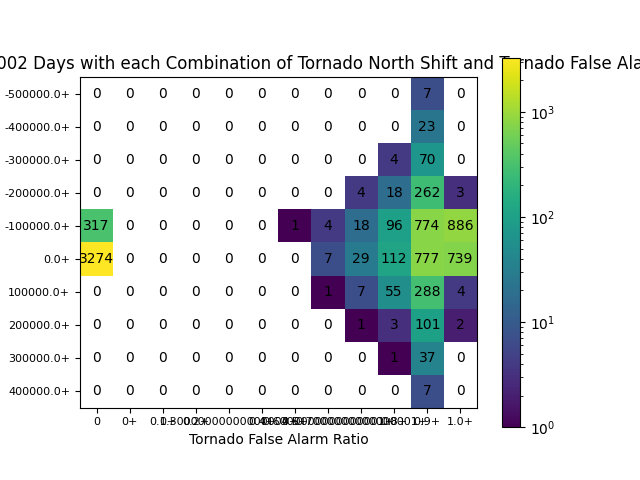 002 Days with each Combination of Tornado North Shift and Tornado False Ala
-500000.0+ 0 0 0 0 0 0 0 0 0 0 7 0
-400000.0+ 0 0 0 0 0 0 0 0 0 0 23 0
-300000.0+ 0 0 0 0 0 0 0 0 0 4 70 0
-200000.0+ 0 0 0 0 0 0 0 0 4 18 262 3
-100000.0+ 317 0 0 0 0 0 1 4 18 96 774 886
0.0+ 3274 0 0 0 0 0 0 7 29 112 777 739
100000.0+ 0 0 0 0 0 0 0 1 7 55 288 4
200000.0+ 0 0 0 0 0 0 0 0 1 3 101 2
300000.0+ 0 0 0 0 0 0 0 0 0 1 37 0
400000.0+ 0 0 0 0 0 0 0 0 0 0 7 0
0 0+ 1.0+
Tornado False Alarm Ratio
10³
10²
10¹
10⁰